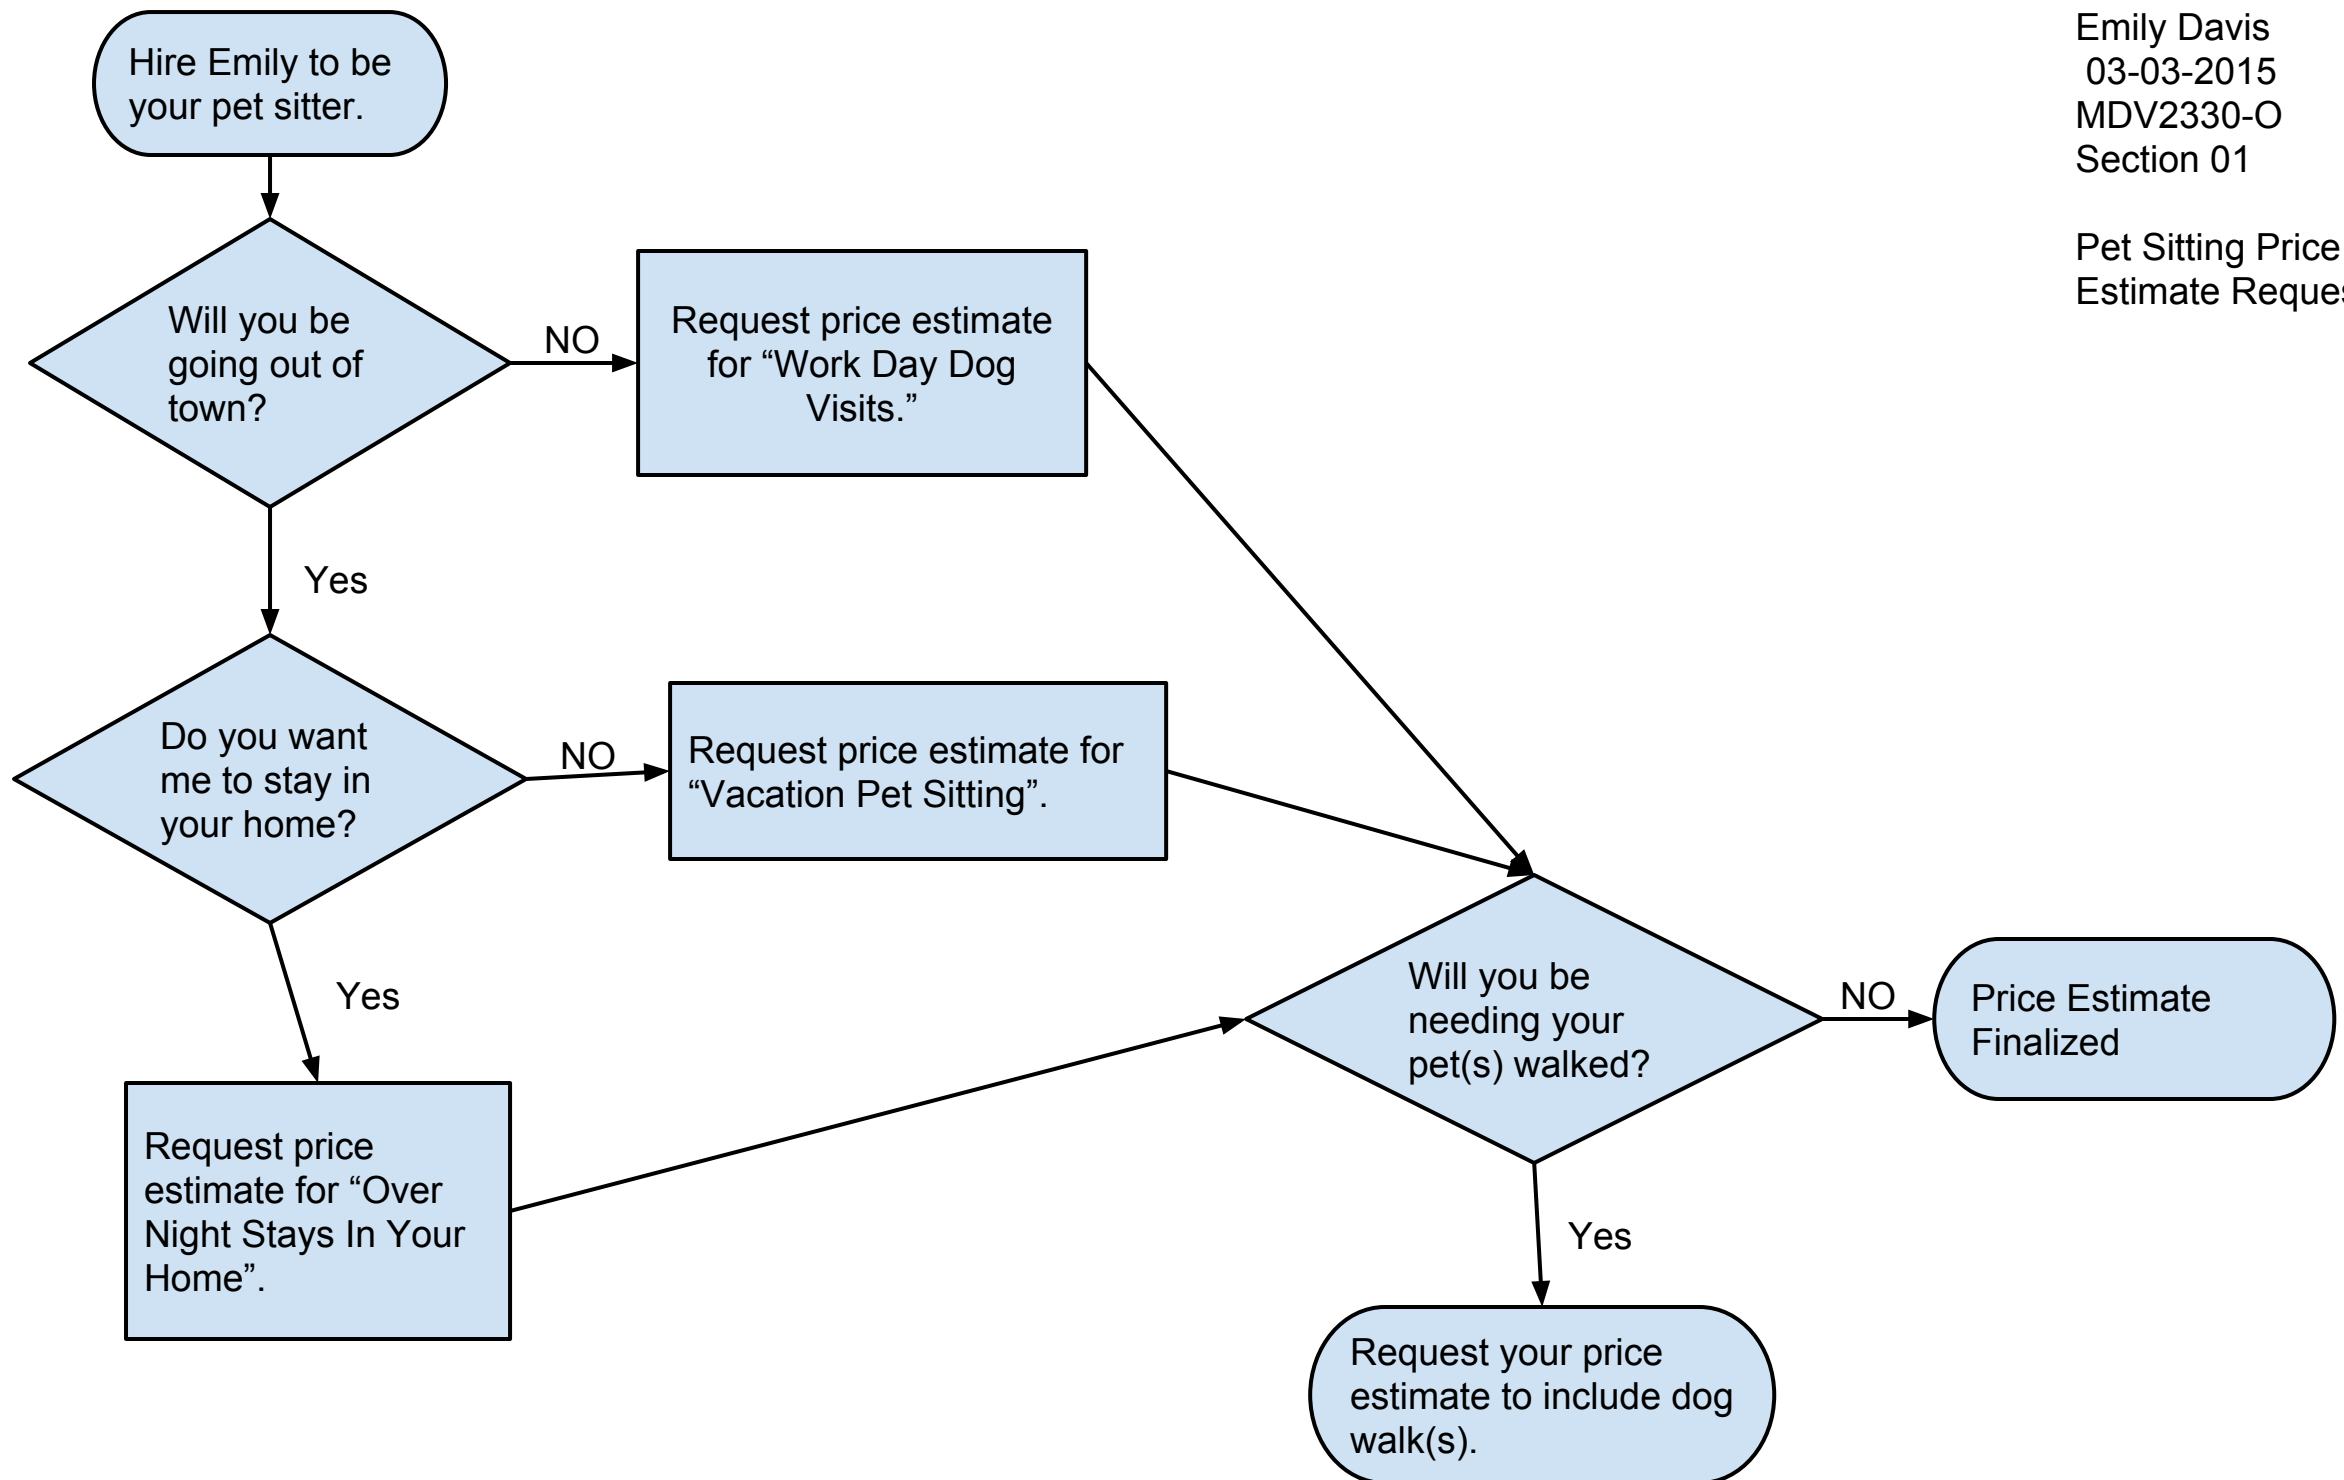 Hire Emily to be
your pet sitter.
Emily Davis
03-03-2015
MDV2330-O
Section 01
Pet Sitting Price
Estimate
Will you be
going out of
town?
NO
Request price estimate
for “Work Day Dog
Visits.”
Yes
Do you want
me to stay in
your home?
NO
Request price estimate for
“Vacation Pet Sitting”.
Yes
Request price
estimate for “Over
Night Stays In Your
Home”.
Will you be
needing your
pet(s) walked?
NO
Price Estimate
Finalized
Yes
Request your price
estimate to include dog
walk(s).